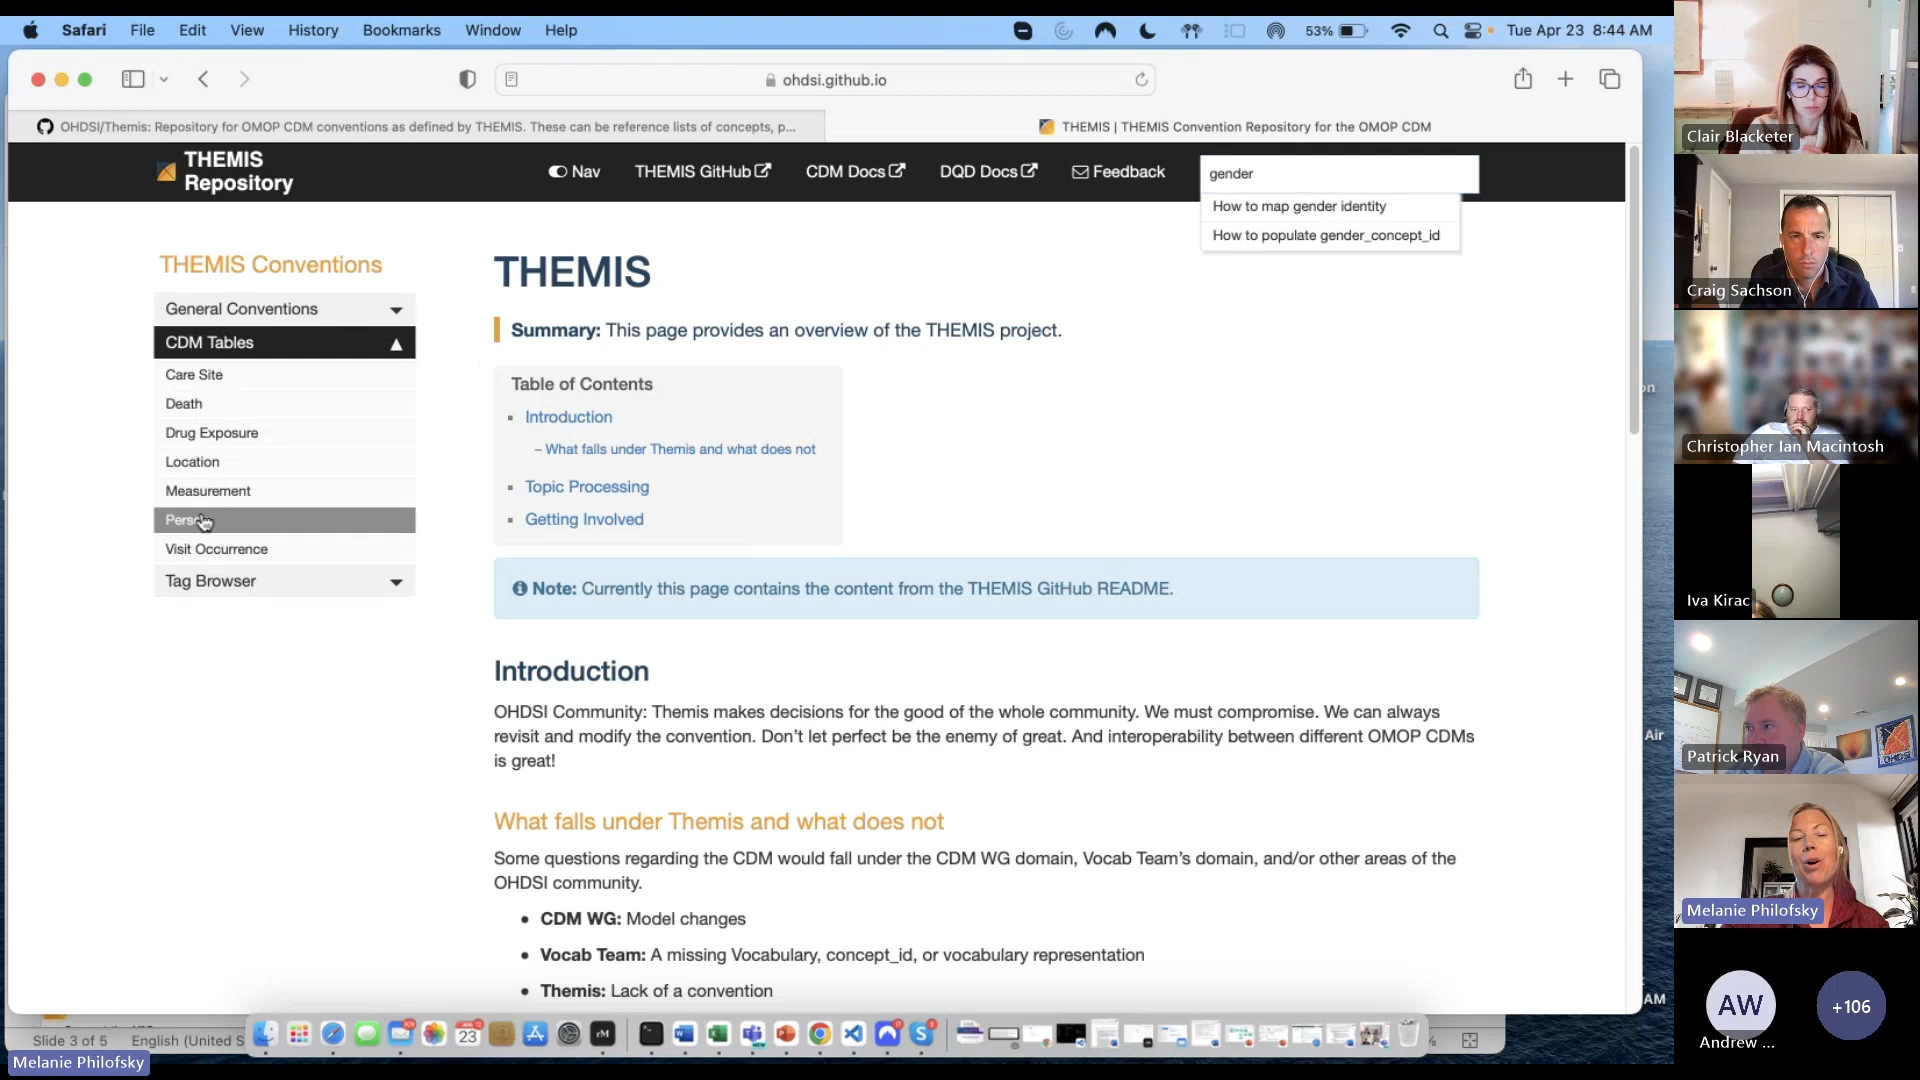 Safari File Edit View History Bookmarks Window Help 53% Tue Apr 23 8:44 AM
ohdsi.github.io
OHDSI/Themis: Repository for OMOP CDM conventions as defined by THEMIS. These can be reference lists of concepts, p...
THEMIS | THEMIS Convention Repository for the OMOP CDM
THEMIS
Repository
Nav THEMIS GitHub CDM Docs DQD Docs Feedback gender
How to map gender identity
How to populate gender_concept_id
THEMIS Conventions
General Conventions
CDM Tables
Care Site
Death
Drug Exposure
Location
Measurement
Visit Occurrence
Tag Browser
THEMIS
Summary: This page provides an overview of the THEMIS project.
Table of Contents
Introduction
– What falls under Themis and what does not
Topic Processing
Getting Involved
Note: Currently this page contains the content from the THEMIS GitHub README.
Introduction
OHDSI Community: Themis makes decisions for the good of the whole community. We must compromise. We can always
revisit and modify the convention. Don't let perfect be the enemy of great. And interoperability between different OMOP CDMs
is great!
What falls under Themis and what does not
Some questions regarding the CDM would fall under the CDM WG domain, Vocab Team's domain, and/or other areas of the
OHDSI community.
• CDM WG: Model changes
• Vocab Team: A missing Vocabulary, concept_id, or vocabulary representation
• Themis: Lack of a convention
Slide 3 of 5 English (United S
Melanie Philofsky
Air
AM
Clair Blacketer
Craig Sachson
Christopher Ian Macintosh
Iva Kirac
Patrick Ryan
OHDSI
Melanie Philofsky
AW
Andrew ...
+106